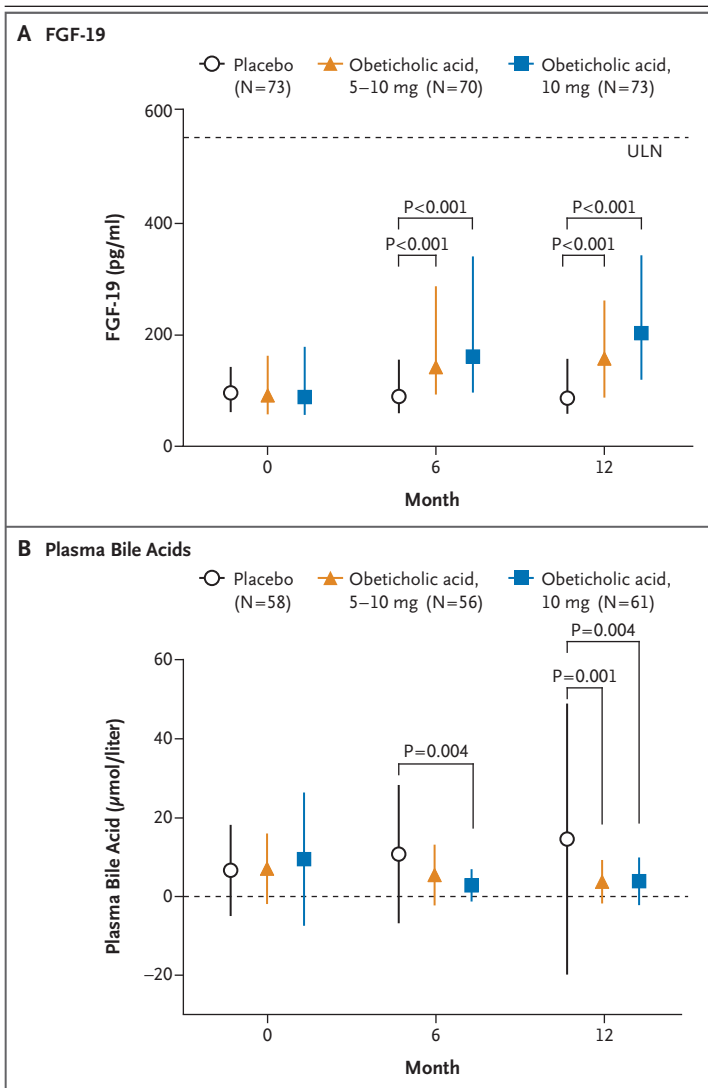 A FGF-19
Placebo
(N=73)
Obeticholic acid,
5–10 mg (N=70)
Obeticholic acid,
10 mg (N=73)
600
400
200
0
FGF-19 (pg/ml)
ULN
P<0.001
P<0.001
P<0.001
P<0.001
0
6
12
Month
B Plasma Bile Acids
Placebo
(N=58)
Obeticholic acid,
5–10 mg (N=56)
Obeticholic acid,
10 mg (N=61)
60
40
20
0
−20
Plasma Bile Acid (µmol/liter)
P=0.004
P=0.004
P=0.001
0
6
12
Month